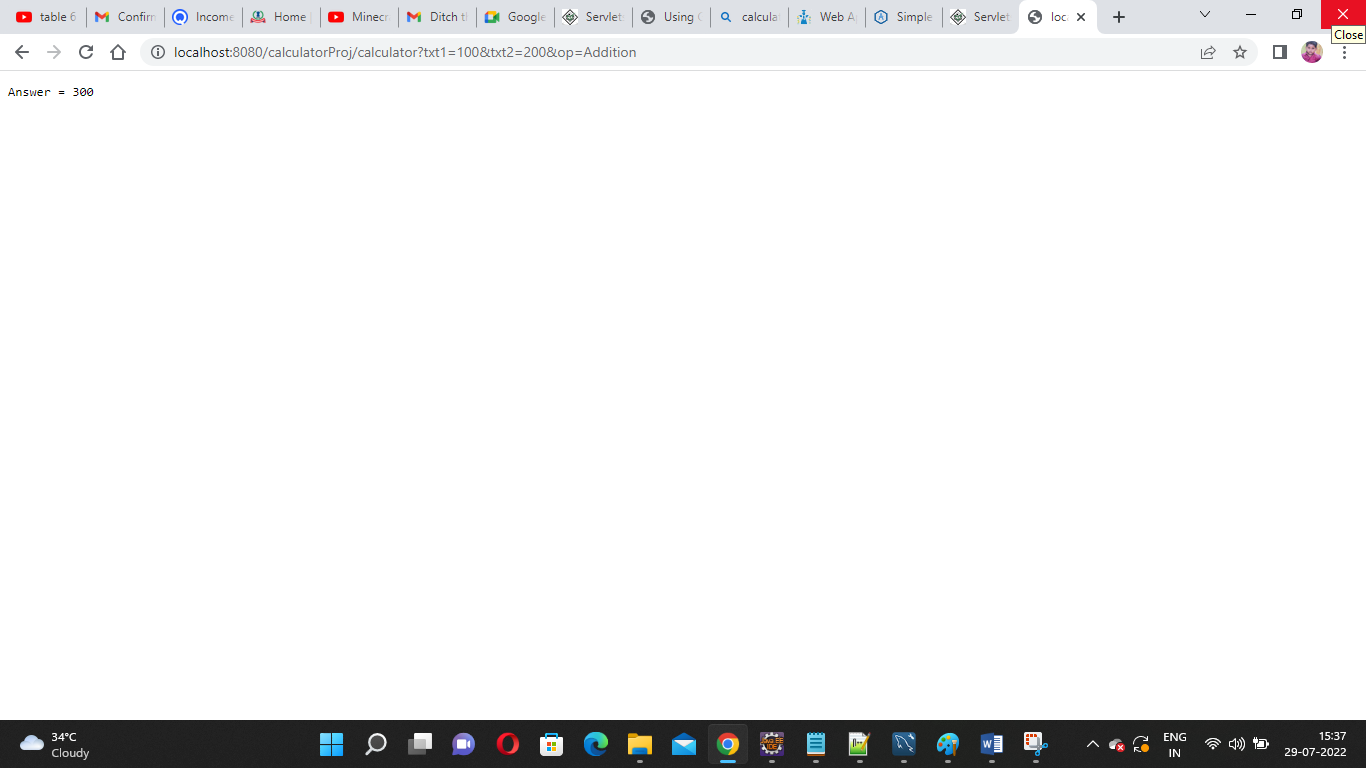 table 6
Confirm
Income
Home
Minecr
Ditch t
Google
Servlet
Using
calcula
Web A
Simple
Servlet
loc
Close
localhost:8080/calculatorProj/calculator?txt1=100&txt2=200&op=Addition
Answer = 300
34°C
Cloudy
ENG
IN
15:37
29-07-2022